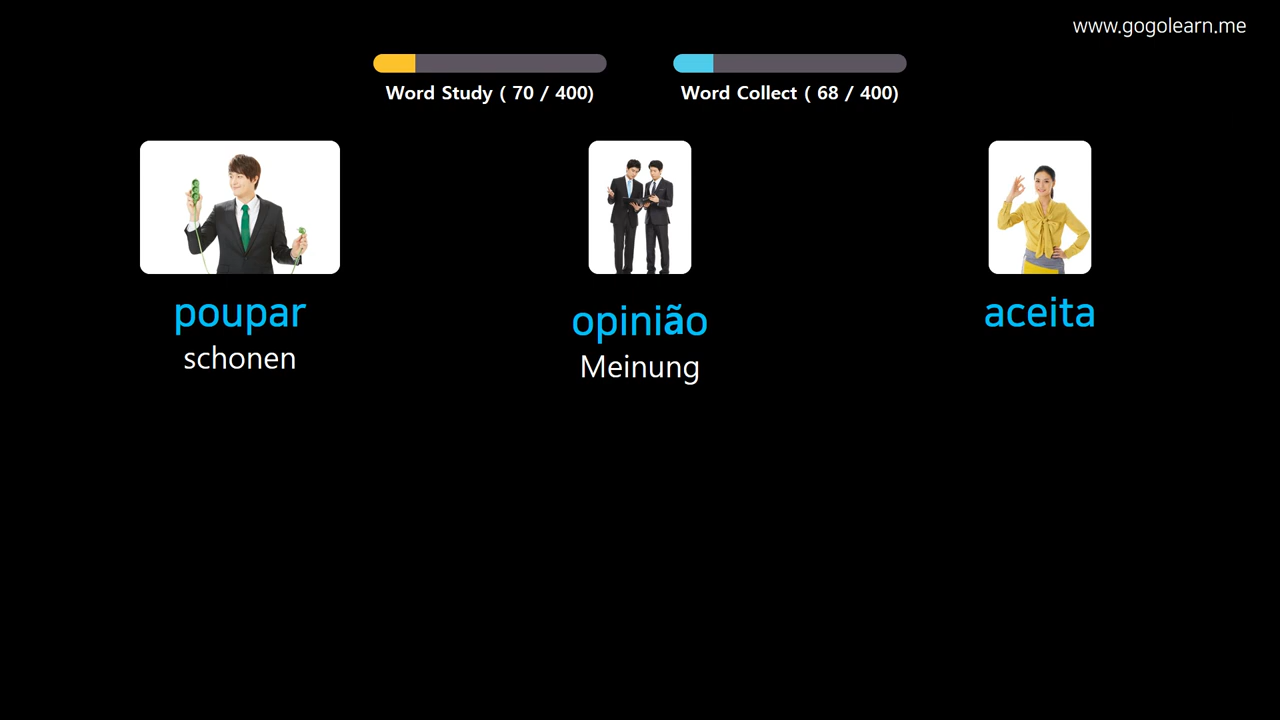 www.gogolearn.me
Word Study ( 70 / 400)
Word Collect ( 68 / 400)
poupar
schonen
opinião
Meinung
aceita